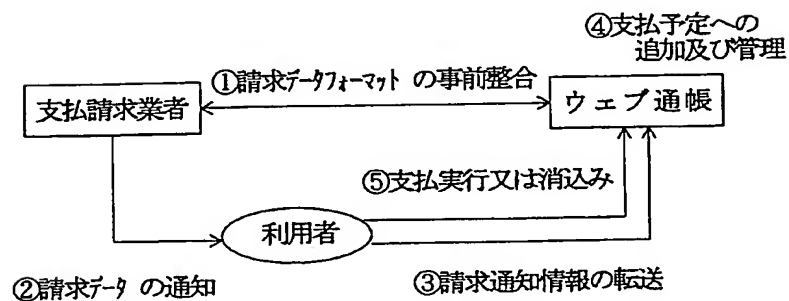 ④支払予定への
追加及び管理
①請求データフォーマット の事前整合
支払請求業者
ウェブ通帳
⑤支払実行又は消込み
利用者
②請求データ の通知
③請求通知情報の転送